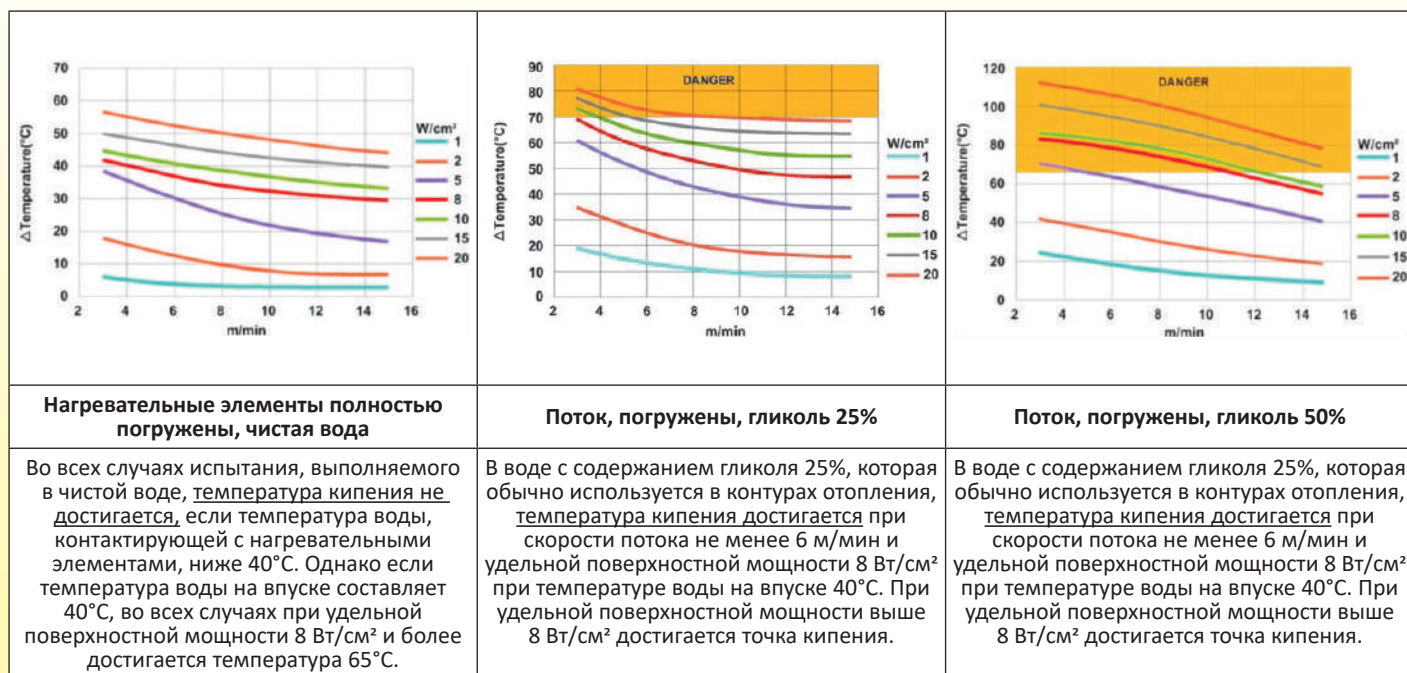 70
60
50
40
30
20
10
0
ΔTemperature(°C)
2 4 6 8 10 12 14 16
m/min
W/cm²
1
2
5
8
10
15
20
90
80
70
60
50
40
30
20
10
0
DANGER
ΔTemperature(°C)
2 4 6 8 10 12 14 16
m/min
W/cm²
1
2
5
8
10
15
20
120
100
80
60
40
20
0
DANGER
ΔTemperature(°C)
2 4 6 8 10 12 14 16
m/min
W/cm²
1
2
5
8
10
15
20
Нагревательные элементы полностью
погружены, чистая вода
Поток, погружены, гликоль 25%
Поток, погружены, гликоль 50%
Во всех случаях испытания, выполняемого
в чистой воде, температура кипения не
достигается, если температура воды,
контактирующей с нагревательными
элементами, ниже 40°C. Однако если
температура воды на впуске составляет
40°C, во всех случаях при удельной
поверхностной мощности 8 Вт/см² и более
достигается температура 65°C.
В воде с содержанием гликоля 25%, которая
обычно используется в контурах отопления,
температура кипения достигается при
скорости потока не менее 6 м/мин и
удельной поверхностной мощности 8 Вт/см²
при температуре воды на впуске 40°C. При
удельной поверхностной мощности выше
8 Вт/см² достигается точка кипения.
В воде с содержанием гликоля 25%, которая
обычно используется в контурах отопления,
температура кипения достигается при
скорости потока не менее 6 м/мин и
удельной поверхностной мощности 8 Вт/см²
при температуре воды на впуске 40°C. При
удельной поверхностной мощности выше
8 Вт/см² достигается точка кипения.